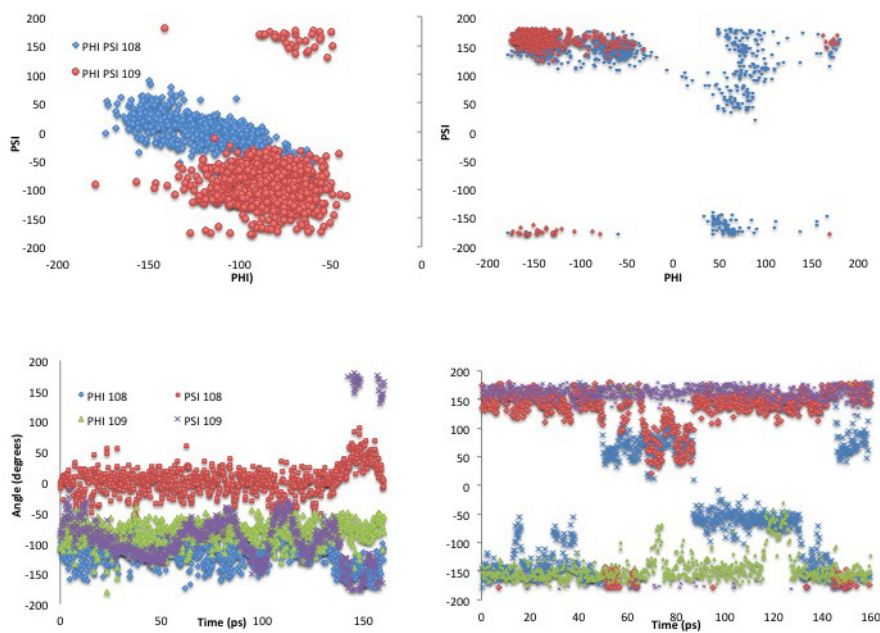 200
150
100
50
0
-50
-100
-150
-200
PSI
PHI PSI 108
PHI PSI 109
-200 -150 -100 -50 0
PHI)
200
150
100
50
0
-50
-100
-150
-200
PSI
-200 -150 -100 -50 0 50 100 150 200
PHI
200
150
100
50
0
-50
-100
-150
-200
Angle (degrees)
PHI 108 PSI 108
PHI 109 PSI 109
0 50 100 150
Time (ps)
200
150
100
50
0
-50
-100
-150
-200
0 20 40 60 80 100 120 140 160
Time (ps)